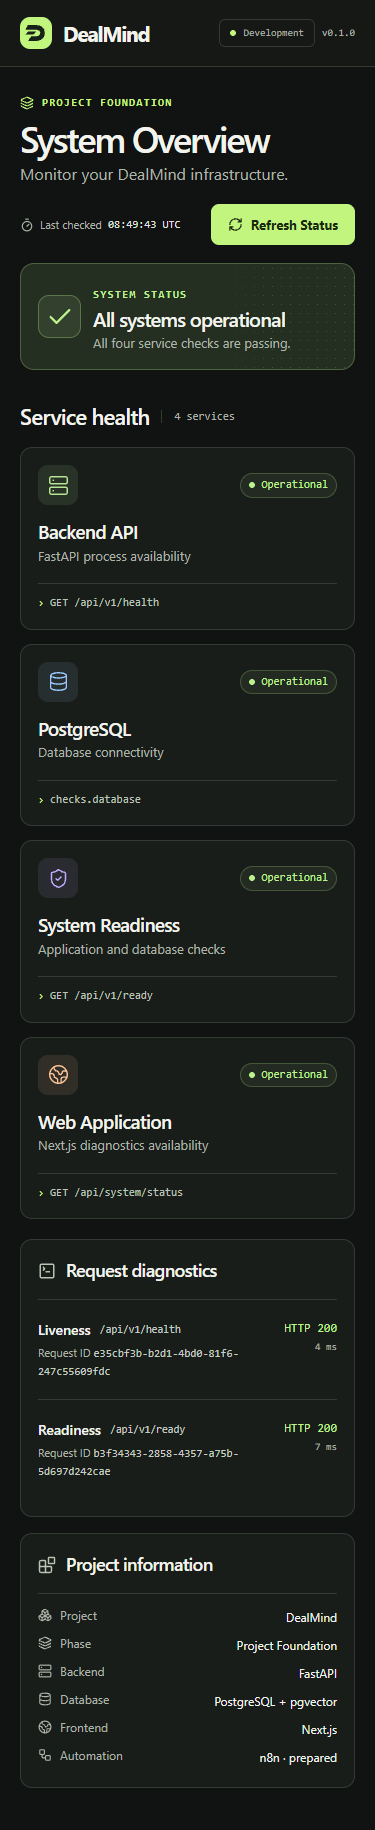 DealMind
Development v0.1.0
PROJECT FOUNDATION
System Overview
Monitor your DealMind infrastructure.
Last checked 08:49:43 UTC
Refresh Status
SYSTEM STATUS
All systems operational
All four service checks are passing.
Service health 4 services
Operational
Backend API
FastAPI process availability
› GET /api/v1/health
Operational
PostgreSQL
Database connectivity
› checks.database
Operational
System Readiness
Application and database checks
› GET /api/v1/ready
Operational
Web Application
Next.js diagnostics availability
› GET /api/system/status
Request diagnostics
Liveness /api/v1/health HTTP 200
Request ID e35cbf3b-b2d1-4bd0-81f6- 4 ms
247c55609fdc
Readiness /api/v1/ready HTTP 200
Request ID b3f34343-2858-4357-a75b- 7 ms
5d697d242cae
Project information
Project DealMind
Phase Project Foundation
Backend FastAPI
Database PostgreSQL + pgvector
Frontend Next.js
Automation n8n · prepared